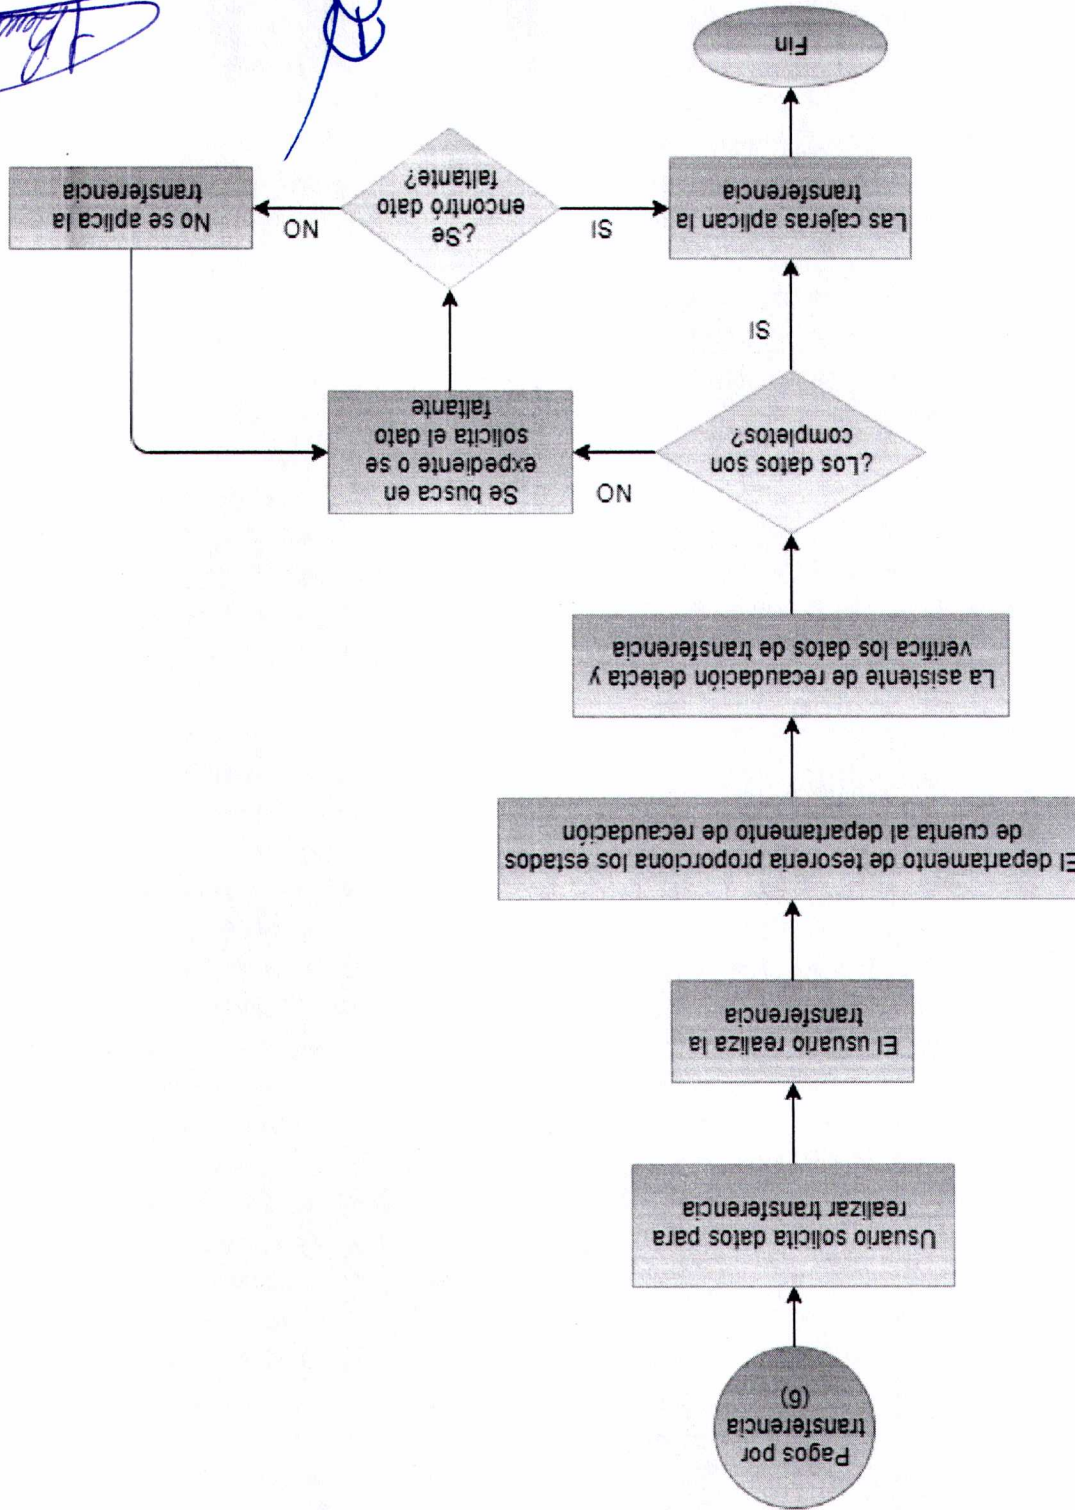 Pagos por
transferencia
(6)
Usuario solicita datos para
realizar transferencia
El usuario realiza la
transferencia
El departamento de tesoreria proporciona los estados
de cuenta al departamento de recaudación
La asistente de recaudación detecta y
verifica los datos de transferencia
¿Los datos son
completos?
NO
Se busca en
expediente o se
solicita el dato
faltante
SI
Las cajeras aplican la
transferencia
SI
¿Se
encontró dato
faltante?
NO
No se aplica la
transferencia
Fin